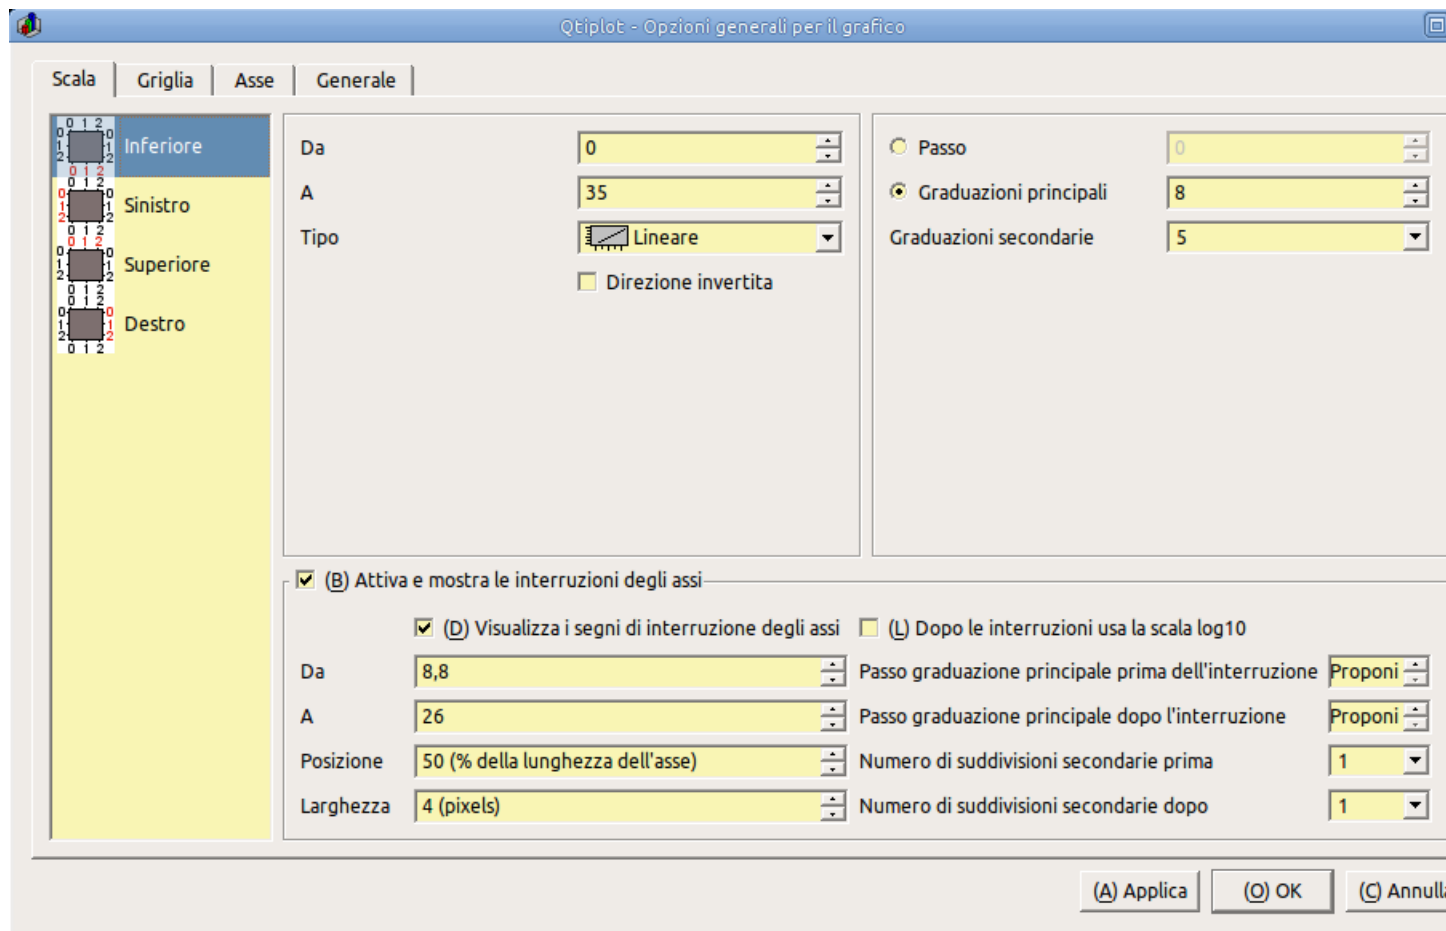 Qtiplot - Opzioni generali per il grafico
Scala Griglia Asse Generale
Inferiore
Sinistro
Superiore
Destro
Da 0
A 35
Tipo Lineare
Direzione invertita
Passo 0
Graduazioni principali 8
Graduazioni secondarie 5
(B) Attiva e mostra le interruzioni degli assi
(D) Visualizza i segni di interruzione degli assi (L) Dopo le interruzioni usa la scala log10
Da 8,8 Passo graduazione principale prima dell'interruzione Proponi
A 26 Passo graduazione principale dopo l'interruzione Proponi
Posizione 50 (% della lunghezza dell'asse) Numero di suddivisioni secondarie prima 1
Larghezza 4 (pixels) Numero di suddivisioni secondarie dopo 1
(A) Applica (O) OK (C) Annulla